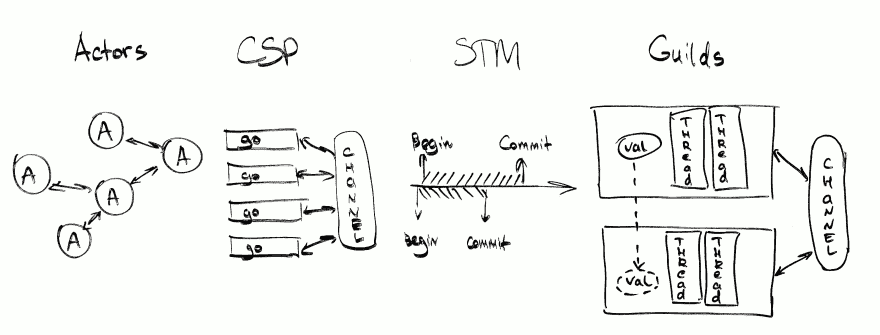 Actors
CSP
STM
Guilds
A
A
A
A
A
go
go
go
go
CHANNEL
Begin
Commit
Begin
Commit
val
THREAD
THREAD
val
THREAD
THREAD
CHANNEL